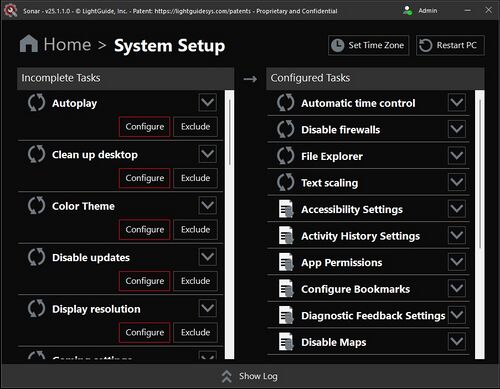 Sonar - v25.1.1.0 - © LightGuide, Inc. - Patent: https://lightguidesys.com/patents - Proprietary and Confidential
Admin
Home > System Setup
Set Time Zone
Restart PC
Incomplete Tasks
Configured Tasks
Autoplay
Configure Exclude
Clean up desktop
Configure Exclude
Color Theme
Configure Exclude
Disable updates
Configure Exclude
Display resolution
Configure Exclude
Gaming settings
Automatic time control
Disable firewalls
File Explorer
Text scaling
Accessibility Settings
Activity History Settings
App Permissions
Configure Bookmarks
Diagnostic Feedback Settings
Disable Maps
Show Log